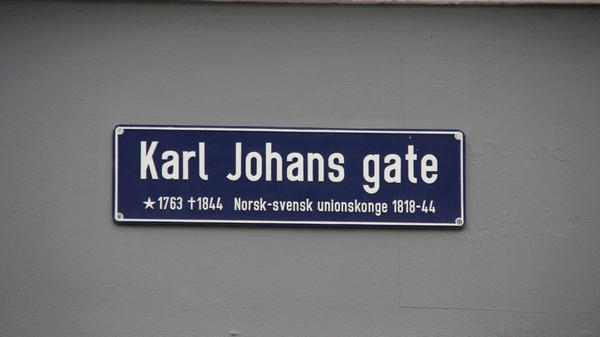 Karl Johans gate
★1763 †1844 Norsk-svensk unionskonge 1818-44